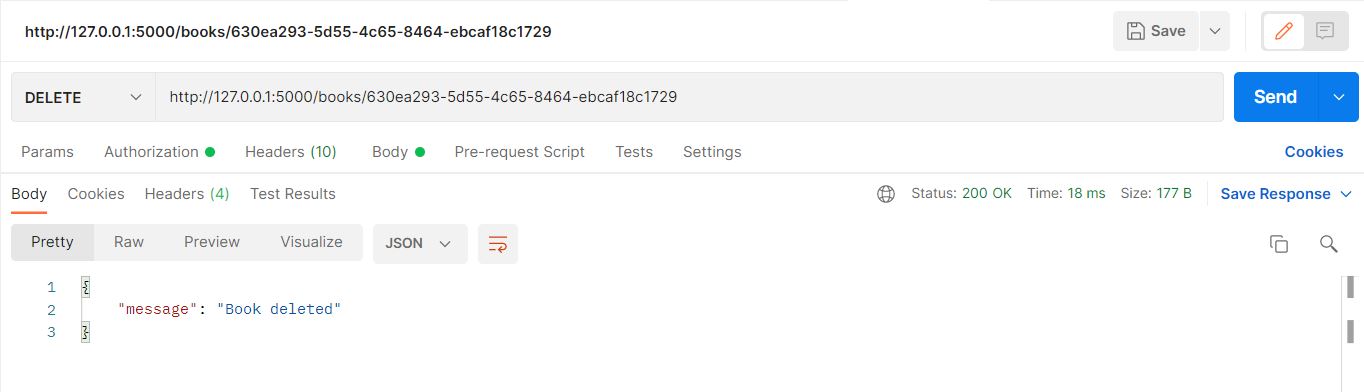 http://127.0.0.1:5000/books/630ea293-5d55-4c65-8464-ebcaf18c1729
Save
DELETE http://127.0.0.1:5000/books/630ea293-5d55-4c65-8464-ebcaf18c1729 Send
Params Authorization Headers (10) Body Pre-request Script Tests Settings Cookies
Body Cookies Headers (4) Test Results Status: 200 OK Time: 18 ms Size: 177 B Save Response
Pretty Raw Preview Visualize JSON
1 {
2 "message": "Book deleted"
3 }